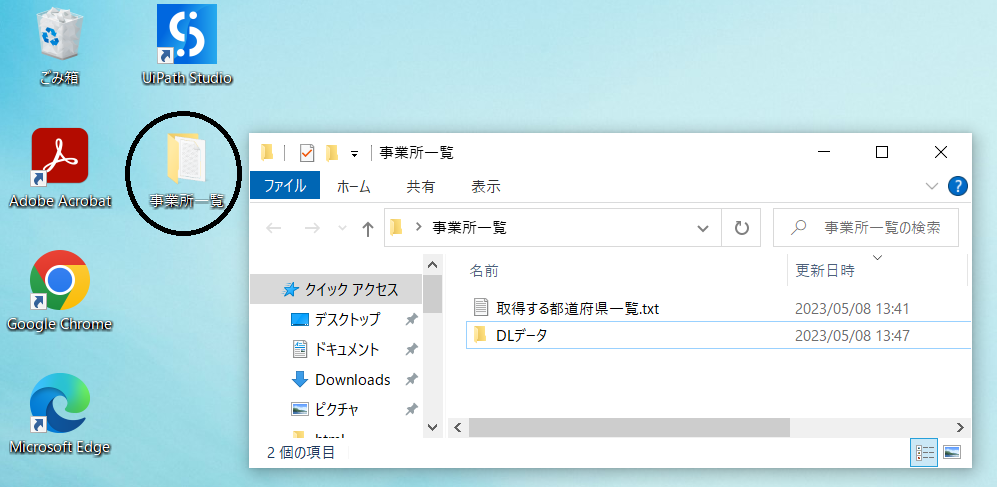 ごみ箱
UiPath Studio
Adobe Acrobat
事業所一覧
Google Chrome
Microsoft Edge
事業所一覧
ファイル ホーム 共有 表示
事業所一覧
事業所一覧の検索
名前 更新日時
クイック アクセス
デスクトップ
ドキュメント
Downloads
ピクチャ
html
取得する都道府県一覧.txt 2023/05/08 13:41
DLデータ 2023/05/08 13:47
2 個の項目